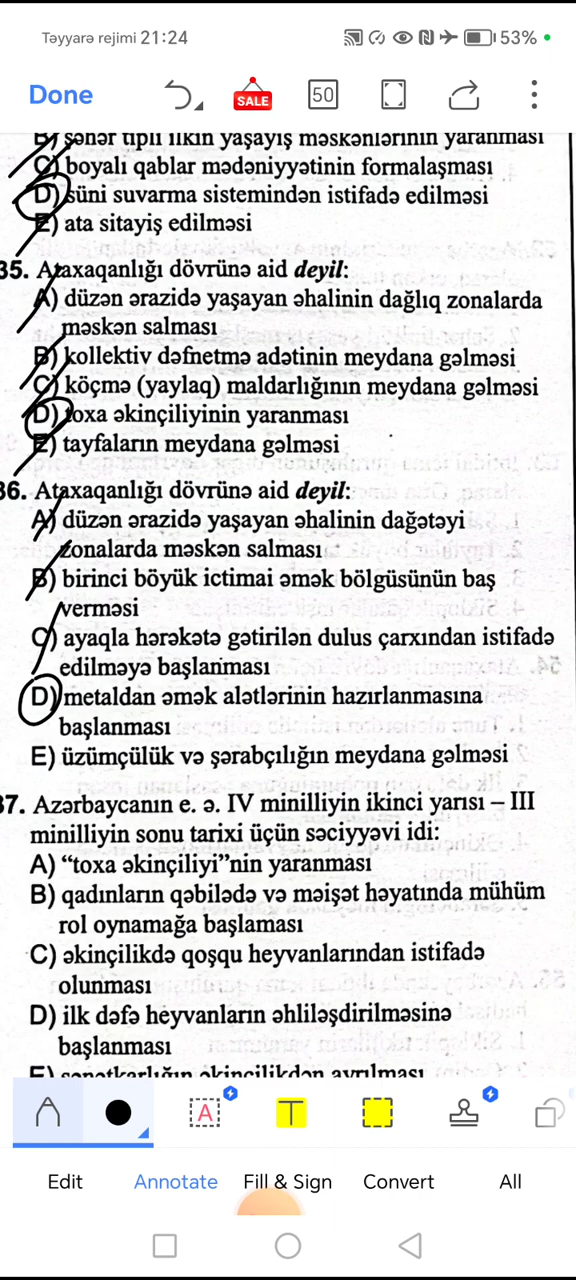 Təyyarə rejimi 21:24
53%
Done
SALE
50
B) şəhər tipli ilkin yaşayış məskənlərinin yaranması
C) boyalı qablar mədəniyyətinin formalaşması
D) süni suvarma sistemindən istifadə edilməsi
E) ata sitayiş edilməsi
35. Ataxaqanlığı dövrünə aid deyil:
A) düzən ərazidə yaşayan əhalinin dağlıq zonalarda
məskən salması
B) kollektiv dəfnetmə adətinin meydana gəlməsi
C) köçmə (yaylaq) maldarlığının meydana gəlməsi
D) toxa əkinçiliyinin yaranması
E) tayfaların meydana gəlməsi
36. Ataxaqanlığı dövrünə aid deyil:
A) düzən ərazidə yaşayan əhalinin dağətəyi
zonalarda məskən salması
B) birinci böyük ictimai əmək bölgüsünün baş
verməsi
C) ayaqla hərəkətə gətirilən dulus çarxından istifadə
edilməyə başlanması
D) metaldan əmək alətlərinin hazırlanmasına
başlanması
E) üzümçülük və şərabçılığın meydana gəlməsi
37. Azərbaycanın e. ə. IV minilliyin ikinci yarısı – III
minilliyin sonu tarixi üçün səciyyəvi idi:
A) “toxa əkinçiliyi”nin yaranması
B) qadınların qəbilədə və məişət həyatında mühüm
rol oynamağa başlaması
C) əkinçilikdə qoşqu heyvanlarından istifadə
olunması
D) ilk dəfə heyvanların əhliləşdirilməsinə
başlanması
E) sənətkarlığın əkinçilikdən ayrılması
A
T
Edit
Annotate
Fill & Sign
Convert
All